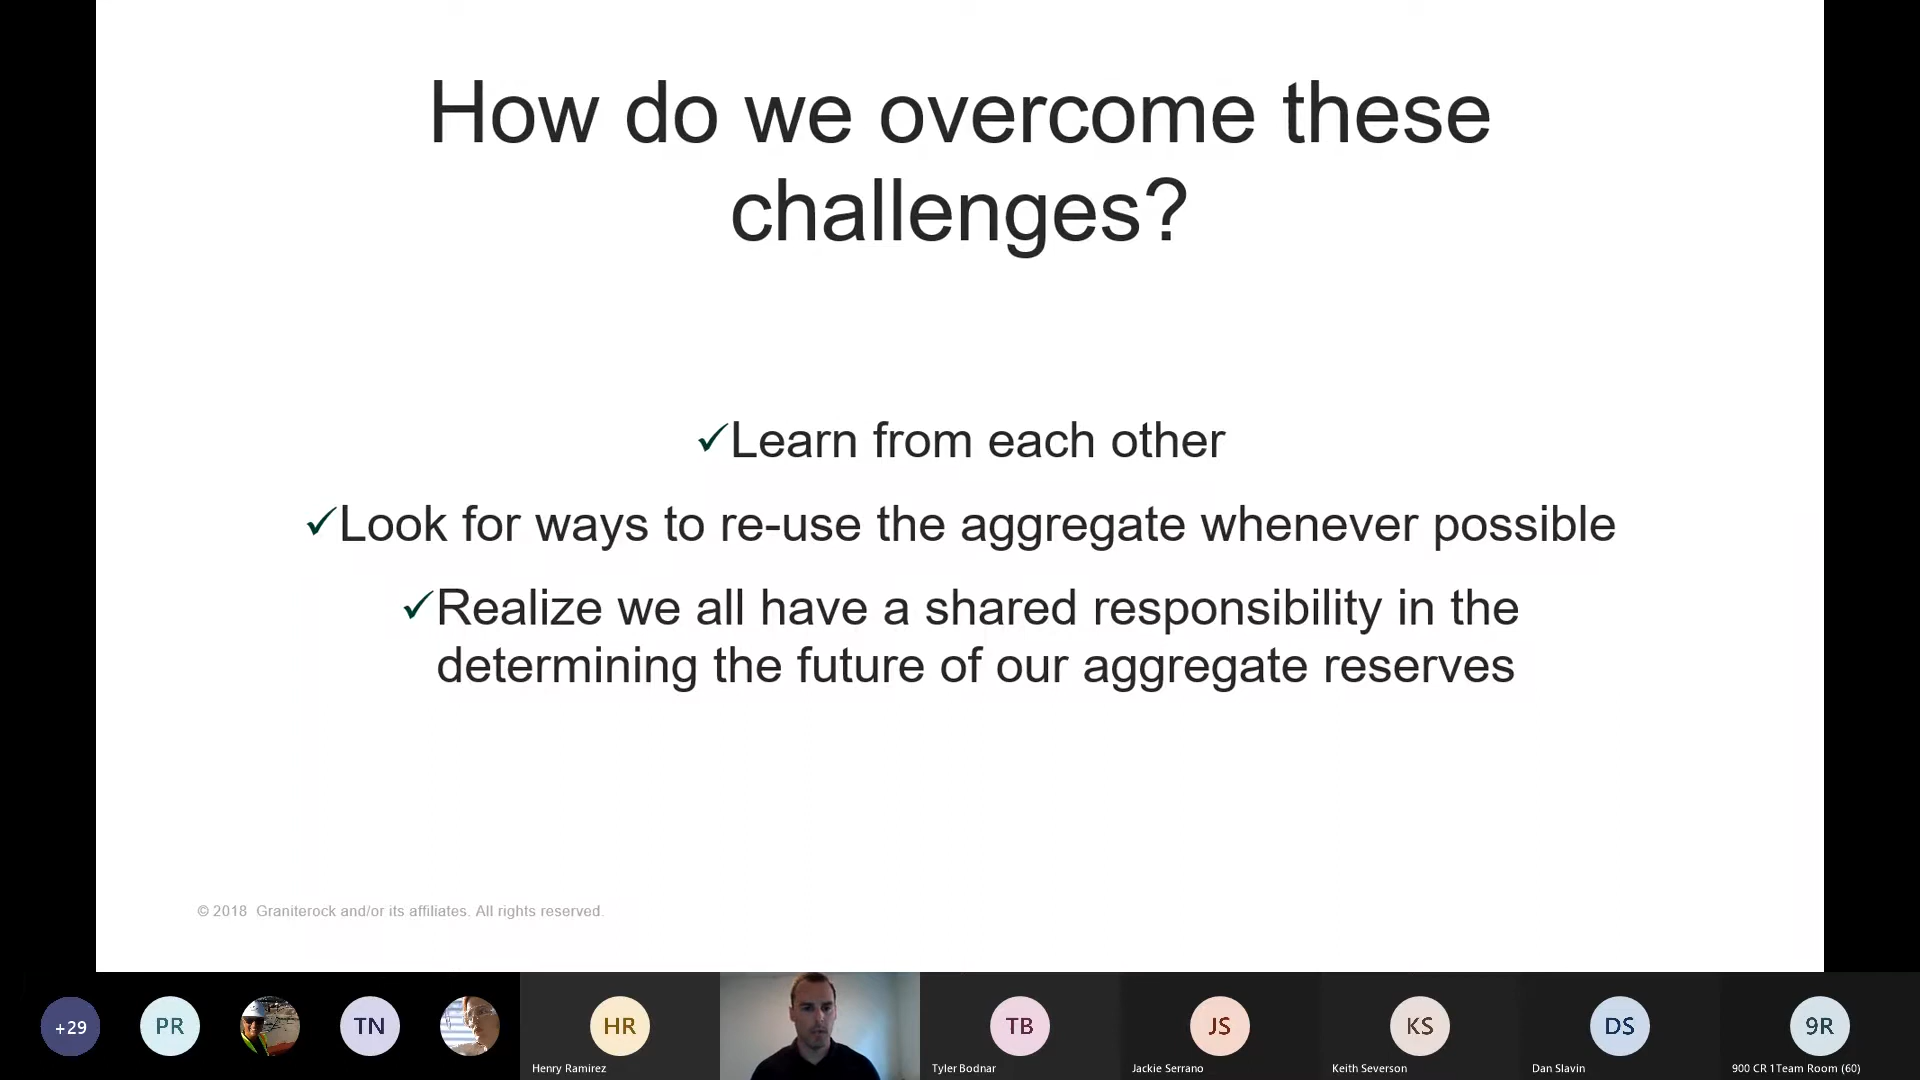 How do we overcome these
challenges?
✓Learn from each other
✓Look for ways to re-use the aggregate whenever possible
✓Realize we all have a shared responsibility in the
determining the future of our aggregate reserves
© 2018 Graniterock and/or its affiliates. All rights reserved.
+29
PR
TN
HR
Henry Ramirez
TB
Tyler Bodnar
JS
Jackie Serrano
KS
Keith Severson
DS
Dan Slavin
9R
900 CR 1Team Room (60)